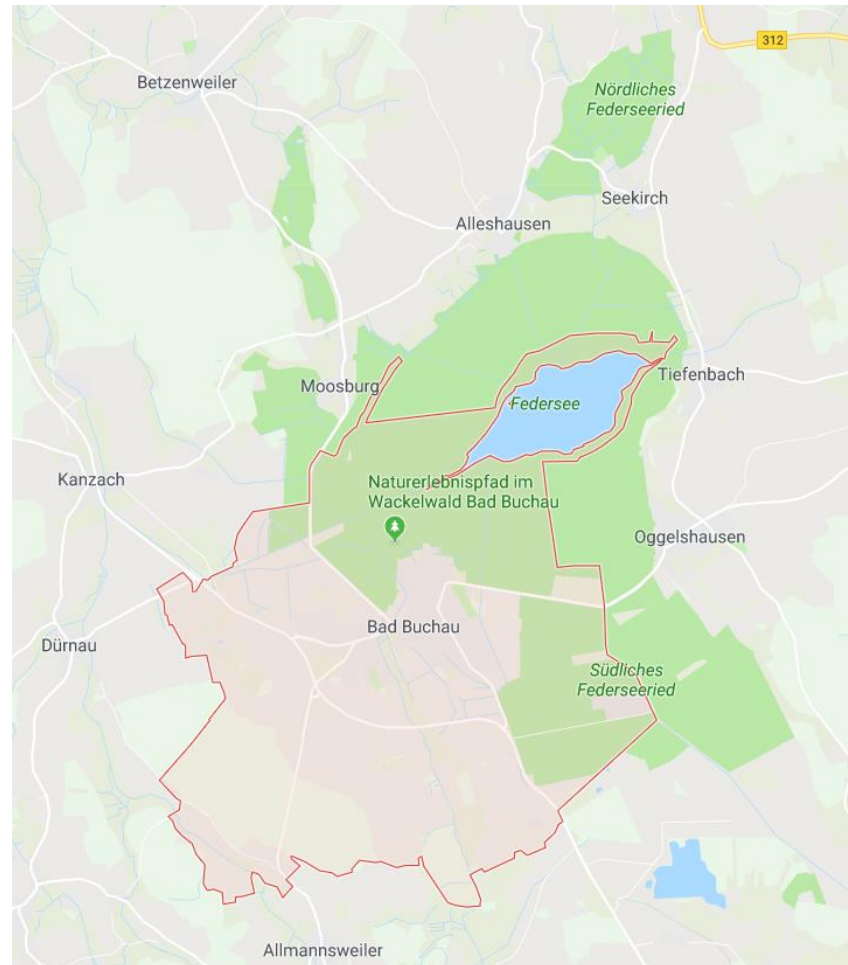 312
Betzenweiler
Nördliches
Federseeried
Seekirch
Alleshausen
Moosburg
Tiefenbach
Federsee
Kanzach
Naturerlebnispfad im
Wackelwald Bad Buchau
Oggelshausen
Bad Buchau
Dürnau
Südliches
Federseeried
Allmannsweiler